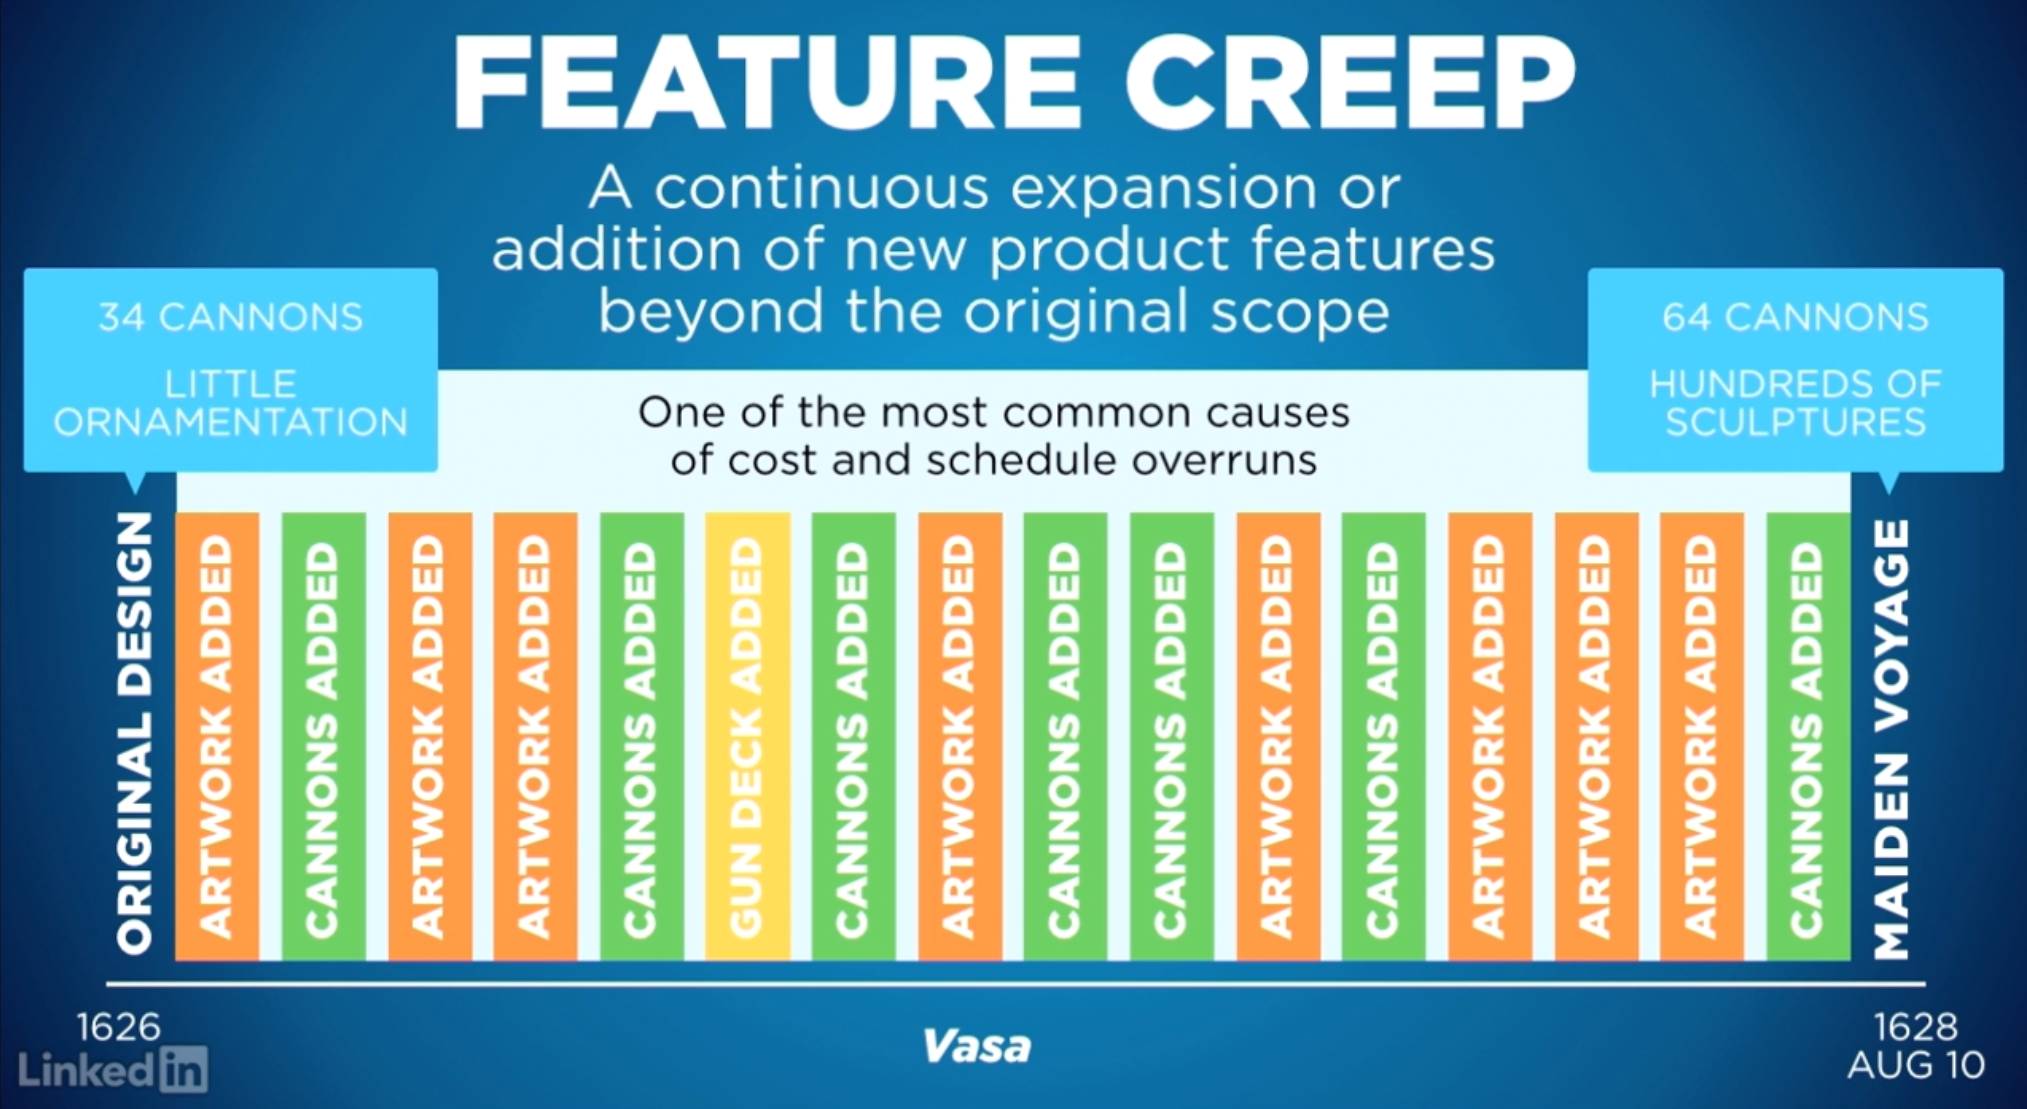 FEATURE CREEP
A continuous expansion or
addition of new product features
beyond the original scope
34 CANNONS
LITTLE
ORNAMENTATION
64 CANNONS
HUNDREDS OF
SCULPTURES
One of the most common causes
of cost and schedule overruns
ORIGINAL DESIGN
ARTWORK ADDED
CANNONS ADDED
ARTWORK ADDED
ARTWORK ADDED
CANNONS ADDED
GUN DECK ADDED
CANNONS ADDED
ARTWORK ADDED
CANNONS ADDED
CANNONS ADDED
ARTWORK ADDED
CANNONS ADDED
ARTWORK ADDED
ARTWORK ADDED
ARTWORK ADDED
CANNONS ADDED
MAIDEN VOYAGE
1626
Vasa
1628
AUG 10
Linked in